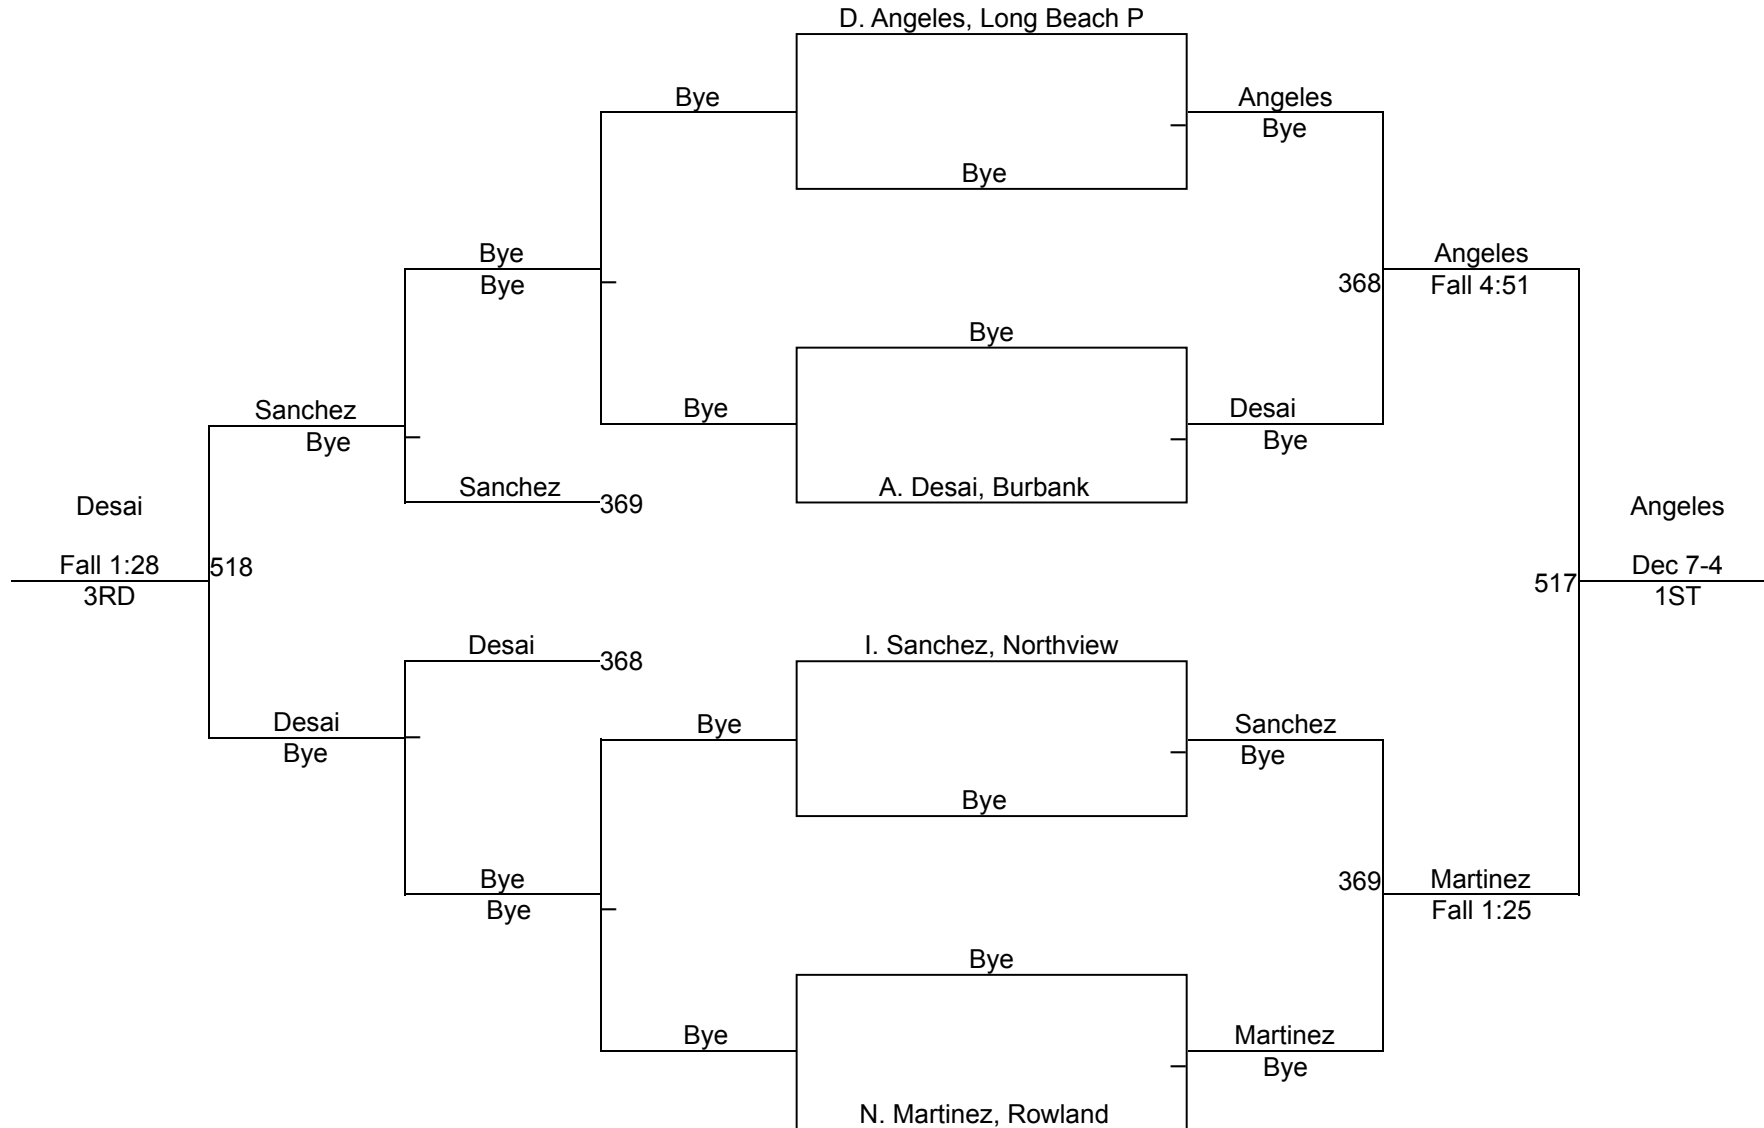 D. Angeles, Long Beach P
Bye
Angeles
Bye
Bye
Bye
Bye
Angeles
368
Fall 4:51
Bye
Bye
Desai
Bye
Sanchez
Bye
A. Desai, Burbank
Sanchez
369
Desai
Fall 1:28
518
3RD
Angeles
Dec 7-4
517
1ST
Desai
368
I. Sanchez, Northview
Desai
Bye
Bye
Sanchez
Bye
Bye
Bye
Bye
369
Martinez
Fall 1:25
Bye
Bye
Martinez
Bye
N. Martinez, Rowland